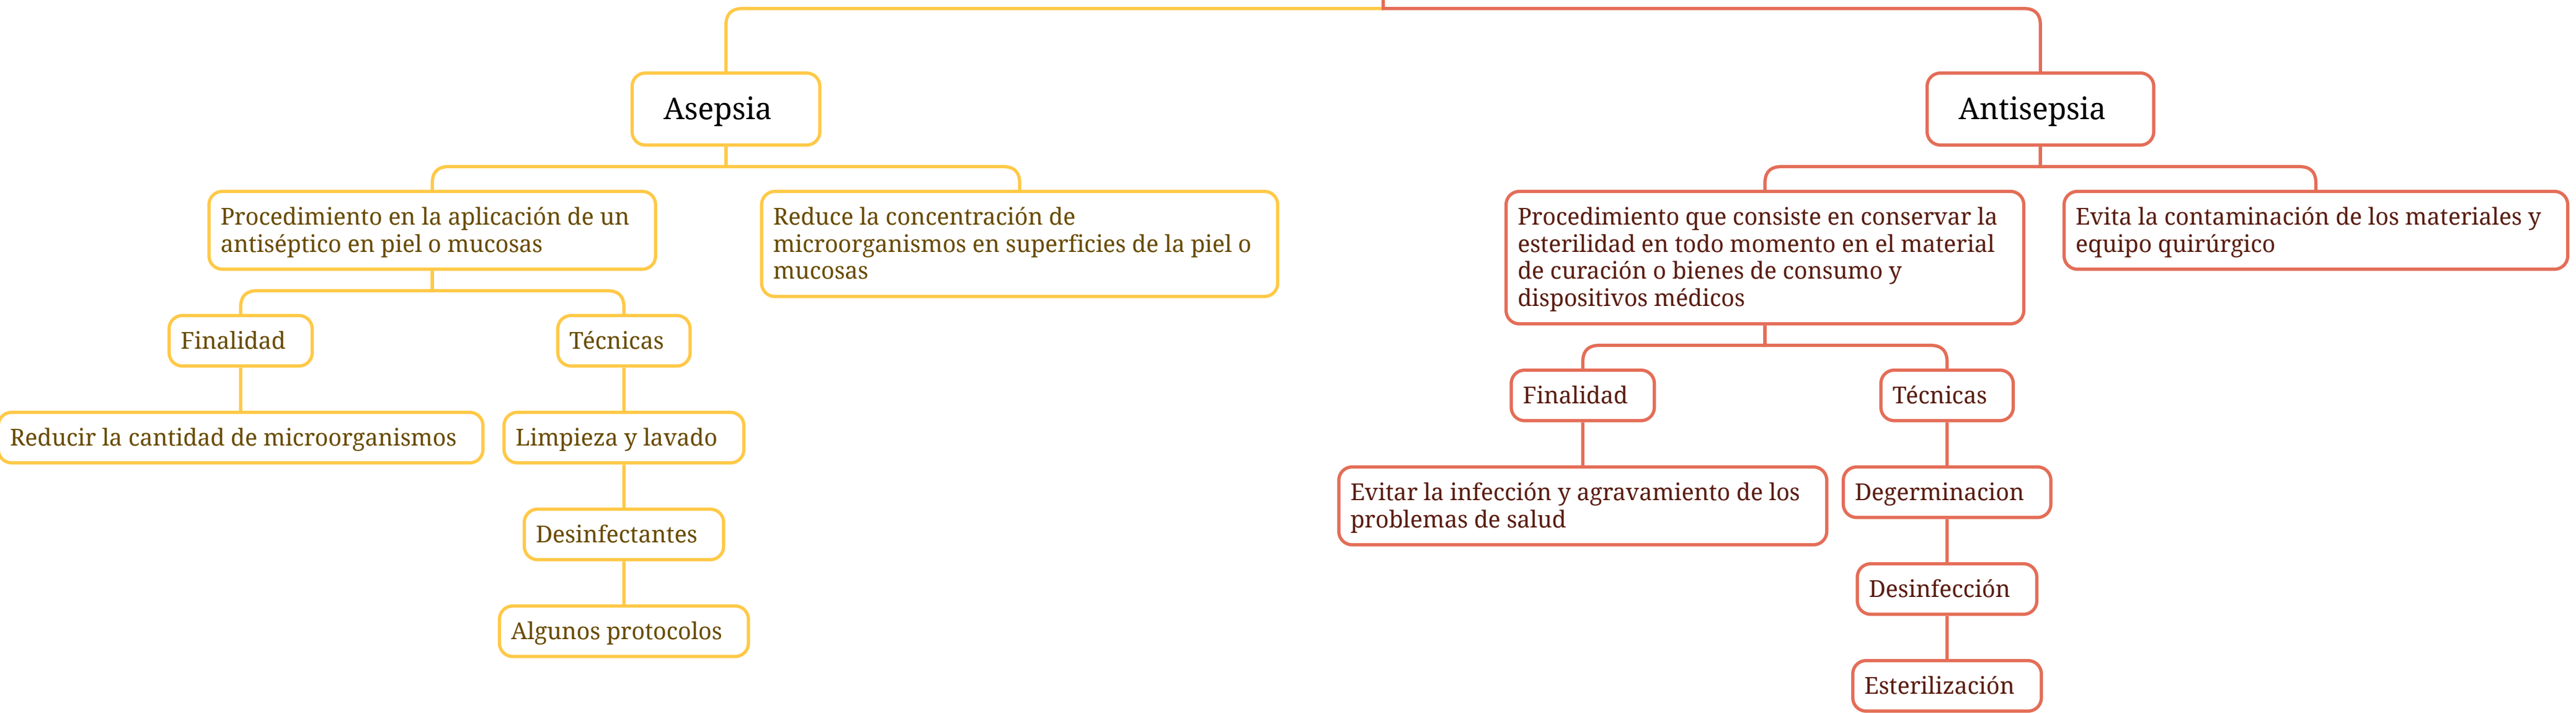 Asepsia
Antisepsia
Procedimiento en la aplicación de un
antiséptico en piel o mucosas
Reduce la concentración de
microorganismos en superficies de la piel o
mucosas
Procedimiento que consiste en conservar la
esterilidad en todo momento en el material
de curación o bienes de consumo y
dispositivos médicos
Evita la contaminación de los materiales y
equipo quirúrgico
Finalidad
Técnicas
Reducir la cantidad de microorganismos
Limpieza y lavado
Desinfectantes
Algunos protocolos
Finalidad
Técnicas
Evitar la infección y agravamiento de los
problemas de salud
Degerminacion
Desinfección
Esterilización